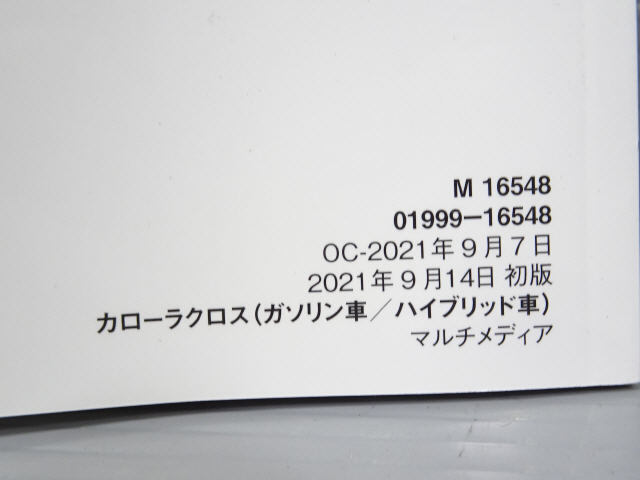 M 16548
01999−16548
OC-2021年9月7日
2021年9月14日 初版
カローラクロス(ガソリン車／ハイブリッド車)
マルチメディア